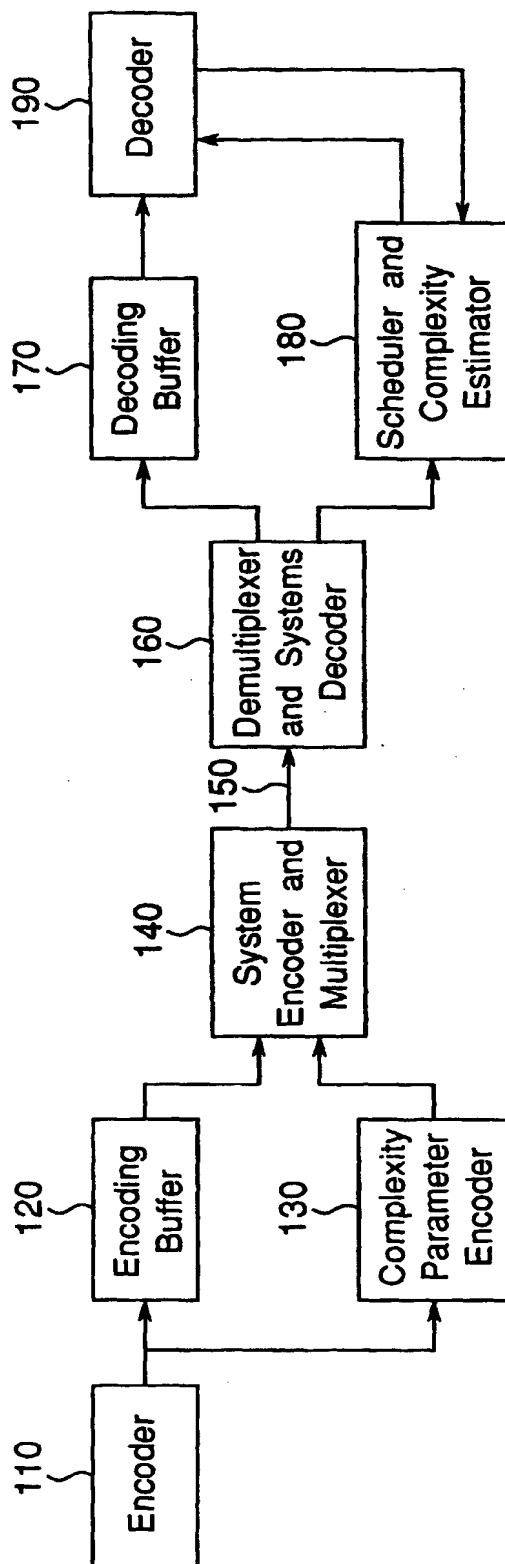 110
Encoder
120
Encoding
Buffer
130
Complexity
Parameter
Encoder
140
System
Encoder and
Multiplexer
150
160
Demultiplexer
and Systems
Decoder
170
Decoding
Buffer
180
Scheduler and
Complexity
Estimator
190
Decoder